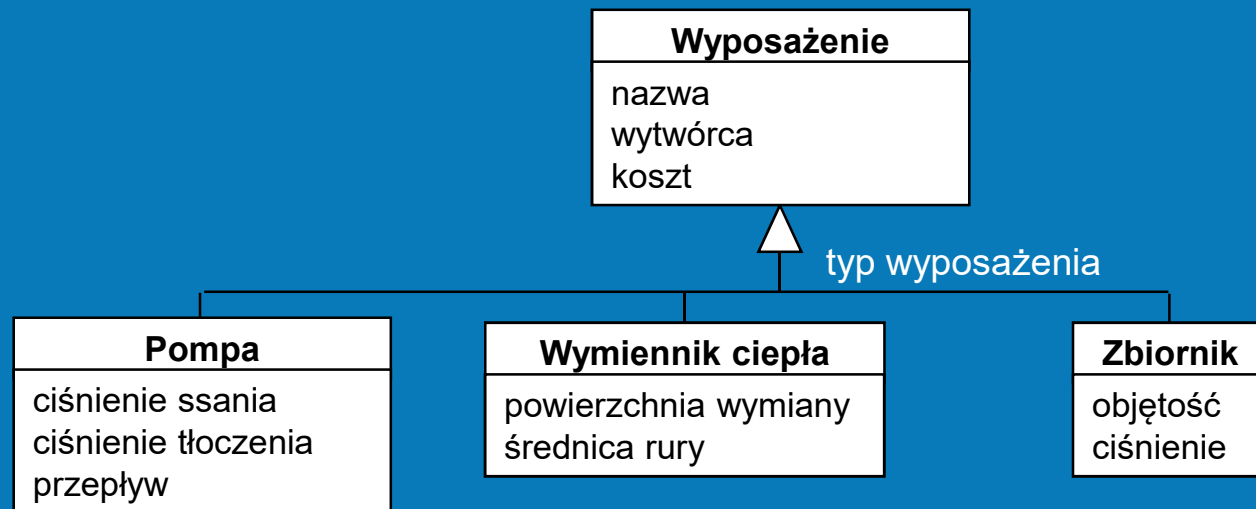 Wyposażenie
nazwa
wytwórca
koszt
typ wyposażenia
Pompa
ciśnienie ssania
ciśnienie tłoczenia
przepływ
Wymiennik ciepła
powierzchnia wymiany
średnica rury
Zbiornik
objętość
ciśnienie